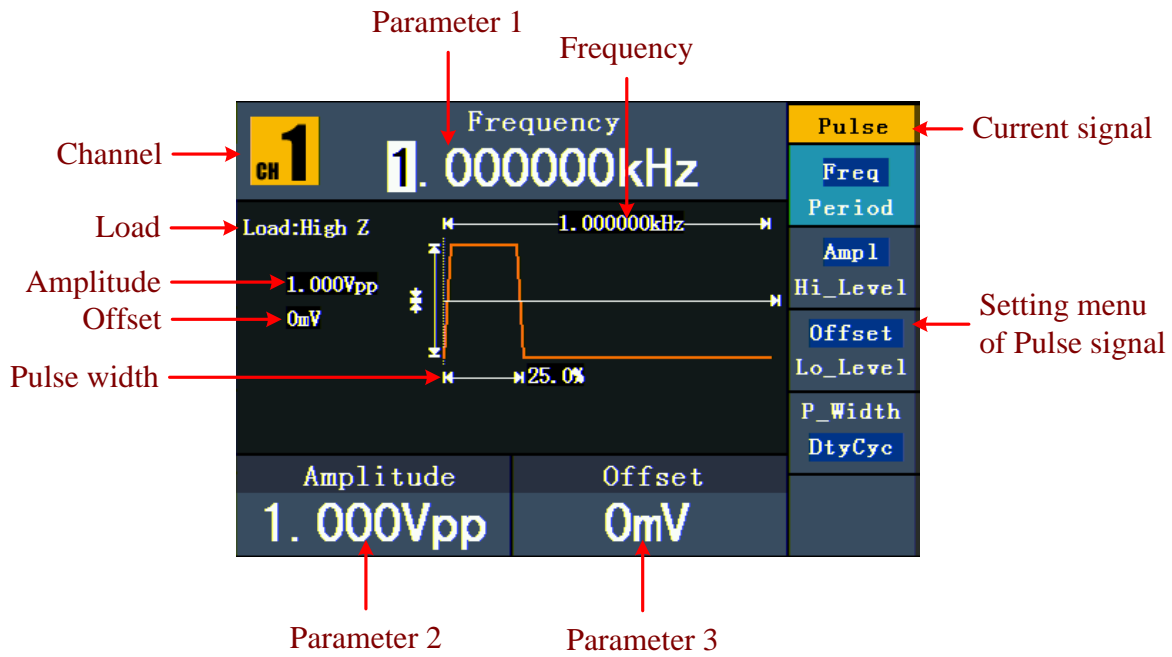 Parameter 1
Frequency
Channel
CH 1
Frequency
1.000000kHz
Pulse
Current signal
Freq
Period
Load
Load:High Z
1.000000kHz
Ampl
Hi_Level
Amplitude
1.000Vpp
Offset
0mV
Offset
Lo_Level
Setting menu
of Pulse signal
Pulse width
25.0%
P_Width
DtyCyc
Amplitude
1.000Vpp
Offset
0mV
Parameter 2
Parameter 3